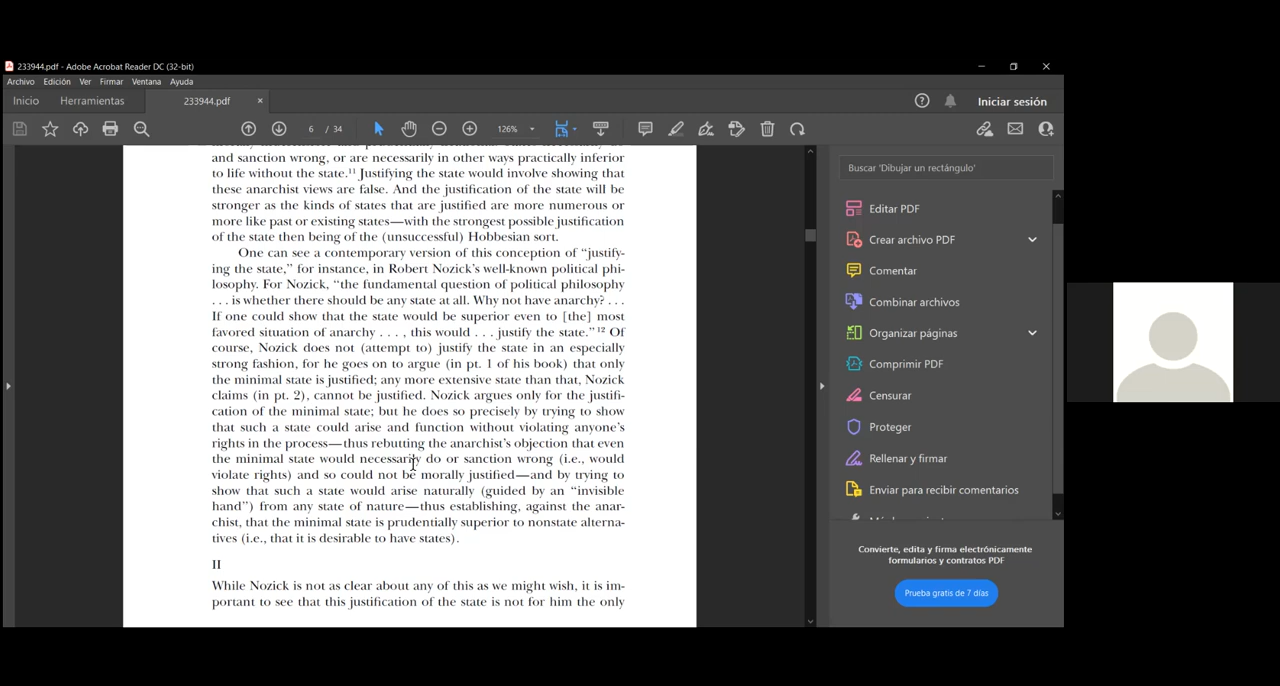 233944.pdf - Adobe Acrobat Reader DC (32-bit)
Archivo Edición Ver Firmar Ventana Ayuda
Inicio Herramientas 233944.pdf × Iniciar sesión
6 / 34 126%
and sanction wrong, or are necessarily in other ways practically inferior
to life without the state.¹¹ Justifying the state would involve showing that
these anarchist views are false. And the justification of the state will be
stronger as the kinds of states that are justified are more numerous or
more like past or existing states—with the strongest possible justification
of the state then being of the (unsuccessful) Hobbesian sort.
One can see a contemporary version of this conception of “justify-
ing the state,” for instance, in Robert Nozick’s well-known political phi-
losophy. For Nozick, “the fundamental question of political philosophy
. . . is whether there should be any state at all. Why not have anarchy? . . .
If one could show that the state would be superior even to [the] most
favored situation of anarchy . . . , this would . . . justify the state.” ¹² Of
course, Nozick does not (attempt to) justify the state in an especially
strong fashion, for he goes on to argue (in pt. 1 of his book) that only
the minimal state is justified; any more extensive state than that, Nozick
claims (in pt. 2), cannot be justified. Nozick argues only for the justifi-
cation of the minimal state; but he does so precisely by trying to show
that such a state could arise and function without violating anyone’s
rights in the process—thus rebutting the anarchist’s objection that even
the minimal state would necessarily do or sanction wrong (i.e., would
violate rights) and so could not be morally justified—and by trying to
show that such a state would arise naturally (guided by an “invisible
hand”) from any state of nature—thus establishing, against the anar-
chist, that the minimal state is prudentially superior to nonstate alterna-
tives (i.e., that it is desirable to have states).
II
While Nozick is not as clear about any of this as we might wish, it is im-
portant to see that this justification of the state is not for him the only
Buscar 'Dibujar un rectángulo'
Editar PDF
Crear archivo PDF
Comentar
Combinar archivos
Organizar páginas
Comprimir PDF
Censurar
Proteger
Rellenar y firmar
Enviar para recibir comentarios
Convierte, edita y firma electrónicamente
formularios y contratos PDF
Prueba gratis de 7 días